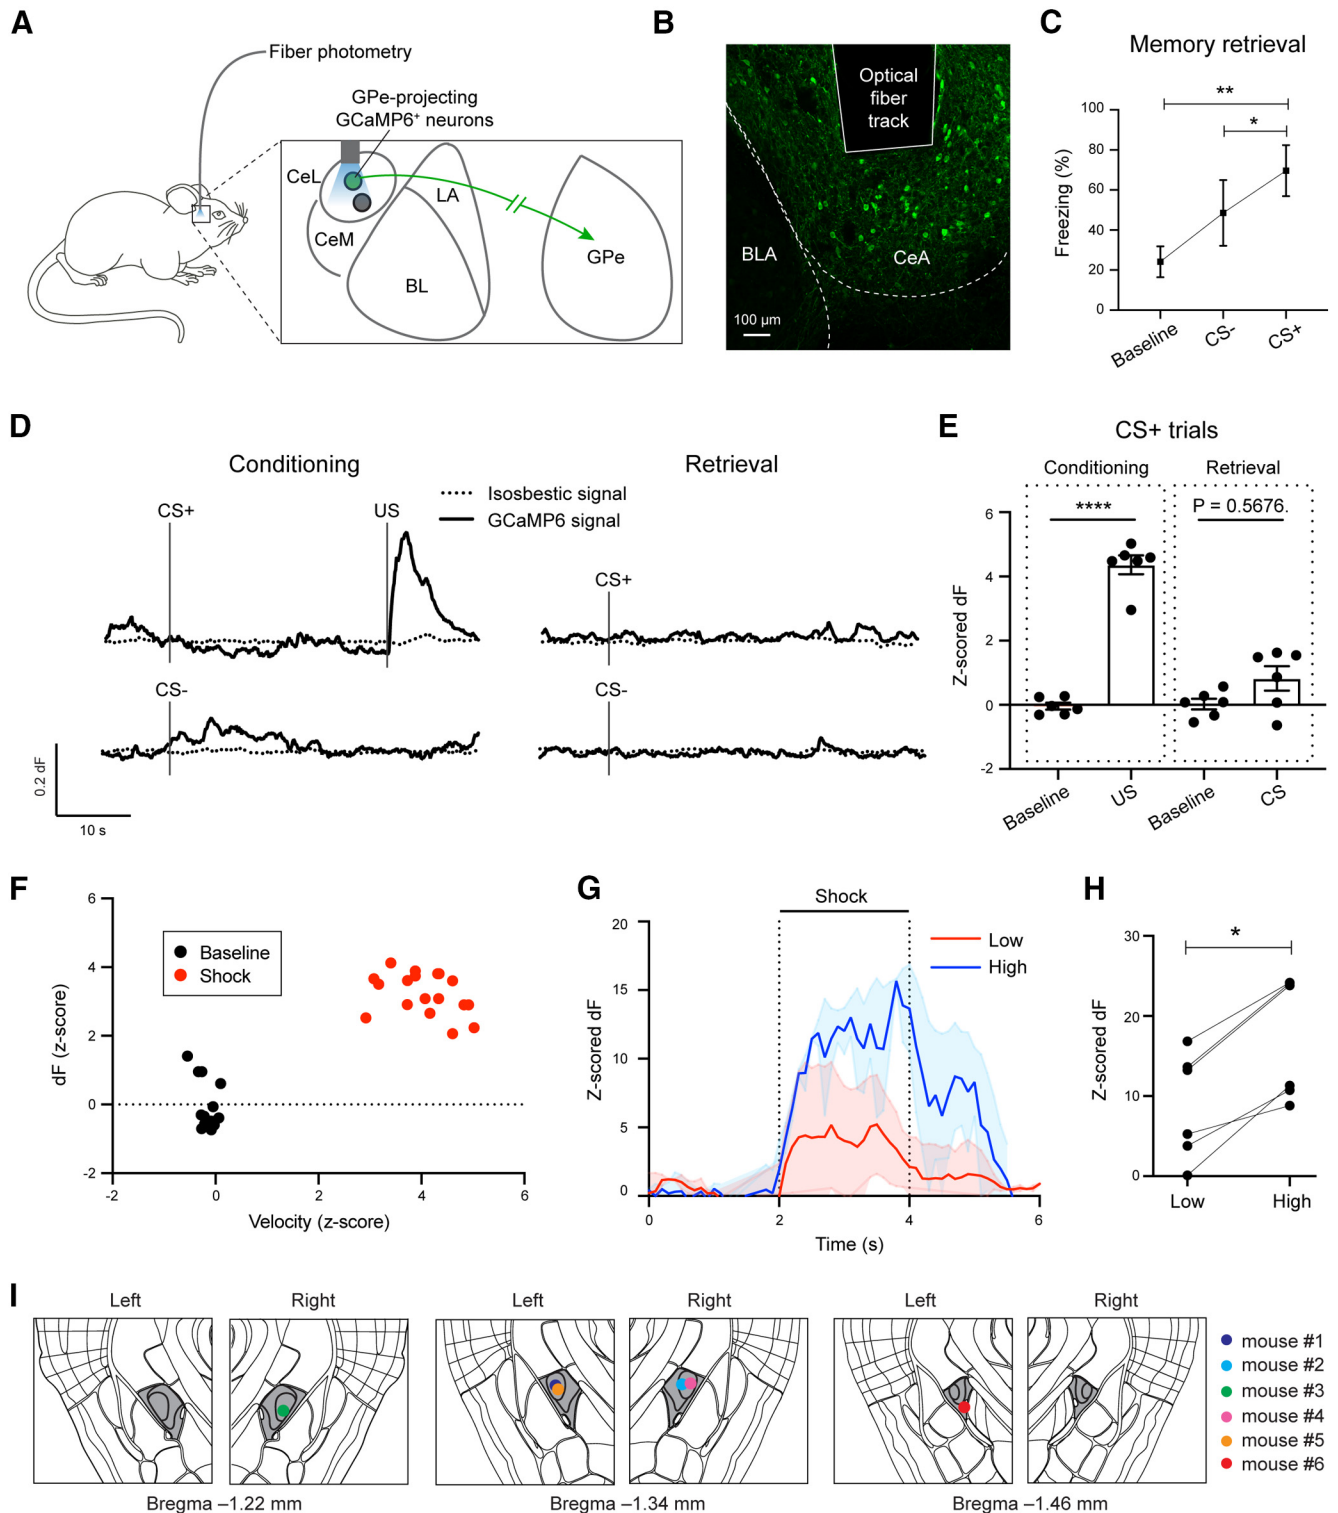 A
Fiber photometry
GPe-projecting
GCaMP6⁺ neurons
CeL
LA
CeM
BL
GPe
B
Optical
fiber
track
BLA
CeA
100 µm
C
Memory retrieval
**
*
100
80
60
40
20
0
Freezing (%)
Baseline
CS-
CS+
D
Conditioning
Retrieval
Isosbestic signal
GCaMP6 signal
CS+
US
CS+
CS-
CS-
0.2 dF
10 s
E
CS+ trials
Conditioning
Retrieval
****
P = 0.5676.
6
4
2
0
-2
Z-scored dF
Baseline
US
Baseline
CS
F
6
4
2
0
-2
dF (z-score)
Baseline
Shock
-2
0
2
4
6
Velocity (z-score)
G
Shock
Low
High
20
15
10
5
0
Z-scored dF
0
2
4
6
Time (s)
H
*
30
20
10
0
Z-scored dF
Low
High
I
Left
Right
Left
Right
Left
Right
mouse #1
mouse #2
mouse #3
mouse #4
mouse #5
mouse #6
Bregma –1.22 mm
Bregma –1.34 mm
Bregma –1.46 mm